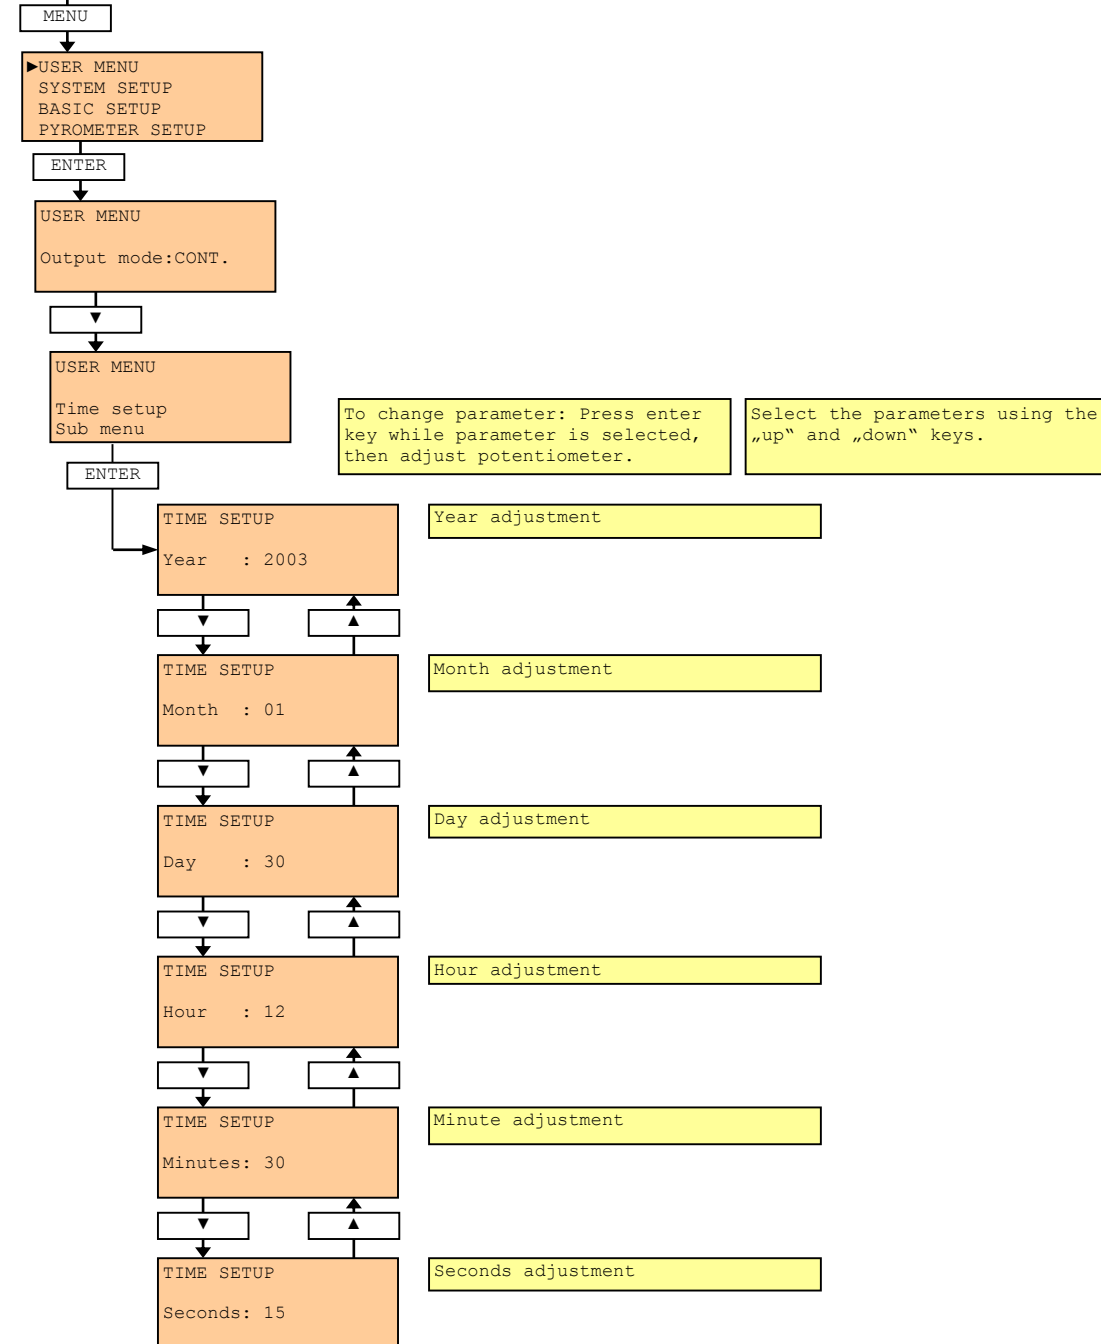 MENU
►USER MENU
SYSTEM SETUP
BASIC SETUP
PYROMETER SETUP
ENTER
USER MENU
Output mode:CONT.
▼
USER MENU
Time setup
Sub menu
To change parameter: Press enter
key while parameter is selected,
then adjust potentiometer.
Select the parameters using the
„up“ and „down“ keys.
ENTER
TIME SETUP
Year : 2003
Year adjustment
▼
▲
TIME SETUP
Month : 01
Month adjustment
▼
▲
TIME SETUP
Day : 30
Day adjustment
▼
▲
TIME SETUP
Hour : 12
Hour adjustment
▼
▲
TIME SETUP
Minutes: 30
Minute adjustment
▼
▲
TIME SETUP
Seconds: 15
Seconds adjustment